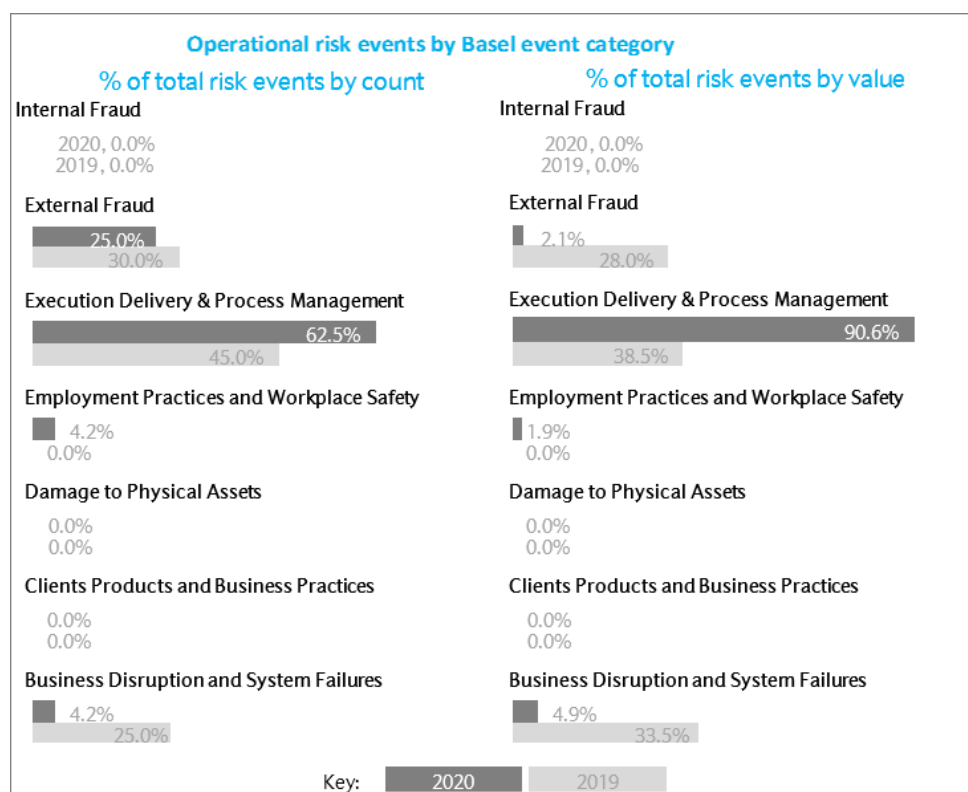 Operational risk events by Basel event category
% of total risk events by count
Internal Fraud
2020, 0.0%
2019, 0.0%
External Fraud
25.0%
30.0%
Execution Delivery & Process Management
62.5%
45.0%
Employment Practices and Workplace Safety
4.2%
0.0%
Damage to Physical Assets
0.0%
0.0%
Clients Products and Business Practices
0.0%
0.0%
Business Disruption and System Failures
4.2%
25.0%
% of total risk events by value
Internal Fraud
2020, 0.0%
2019, 0.0%
External Fraud
2.1%
28.0%
Execution Delivery & Process Management
90.6%
38.5%
Employment Practices and Workplace Safety
1.9%
0.0%
Damage to Physical Assets
0.0%
0.0%
Clients Products and Business Practices
0.0%
0.0%
Business Disruption and System Failures
4.9%
33.5%
Key: 2020 2019